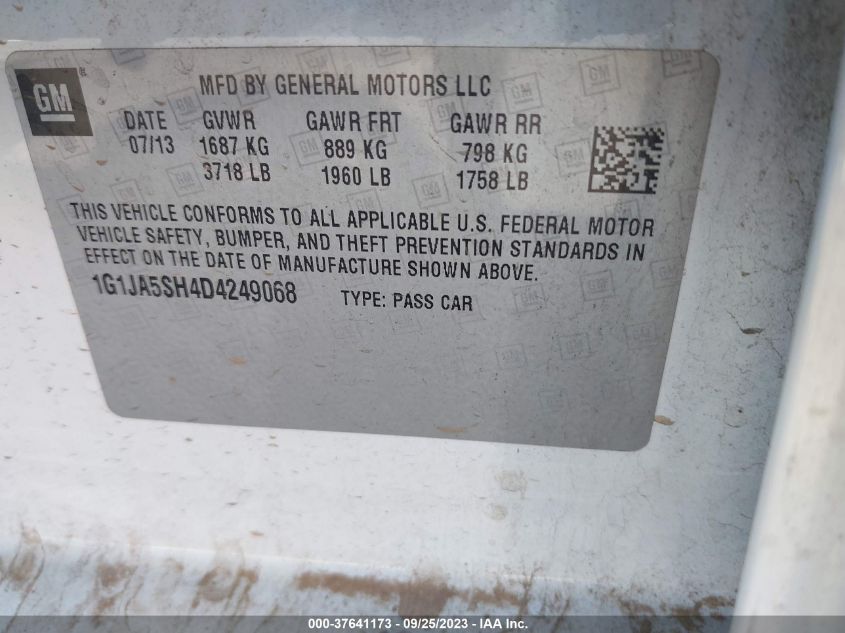 GM
MFD BY GENERAL MOTORS LLC
DATE GVWR GAWR FRT GAWR RR
07/13 1687 KG 889 KG 798 KG
3718 LB 1960 LB 1758 LB
THIS VEHICLE CONFORMS TO ALL APPLICABLE U.S. FEDERAL MOTOR
VEHICLE SAFETY, BUMPER, AND THEFT PREVENTION STANDARDS IN
EFFECT ON THE DATE OF MANUFACTURE SHOWN ABOVE.
1G1JA5SH4D4249068 TYPE: PASS CAR
000-37641173 - 09/25/2023 - IAA Inc.